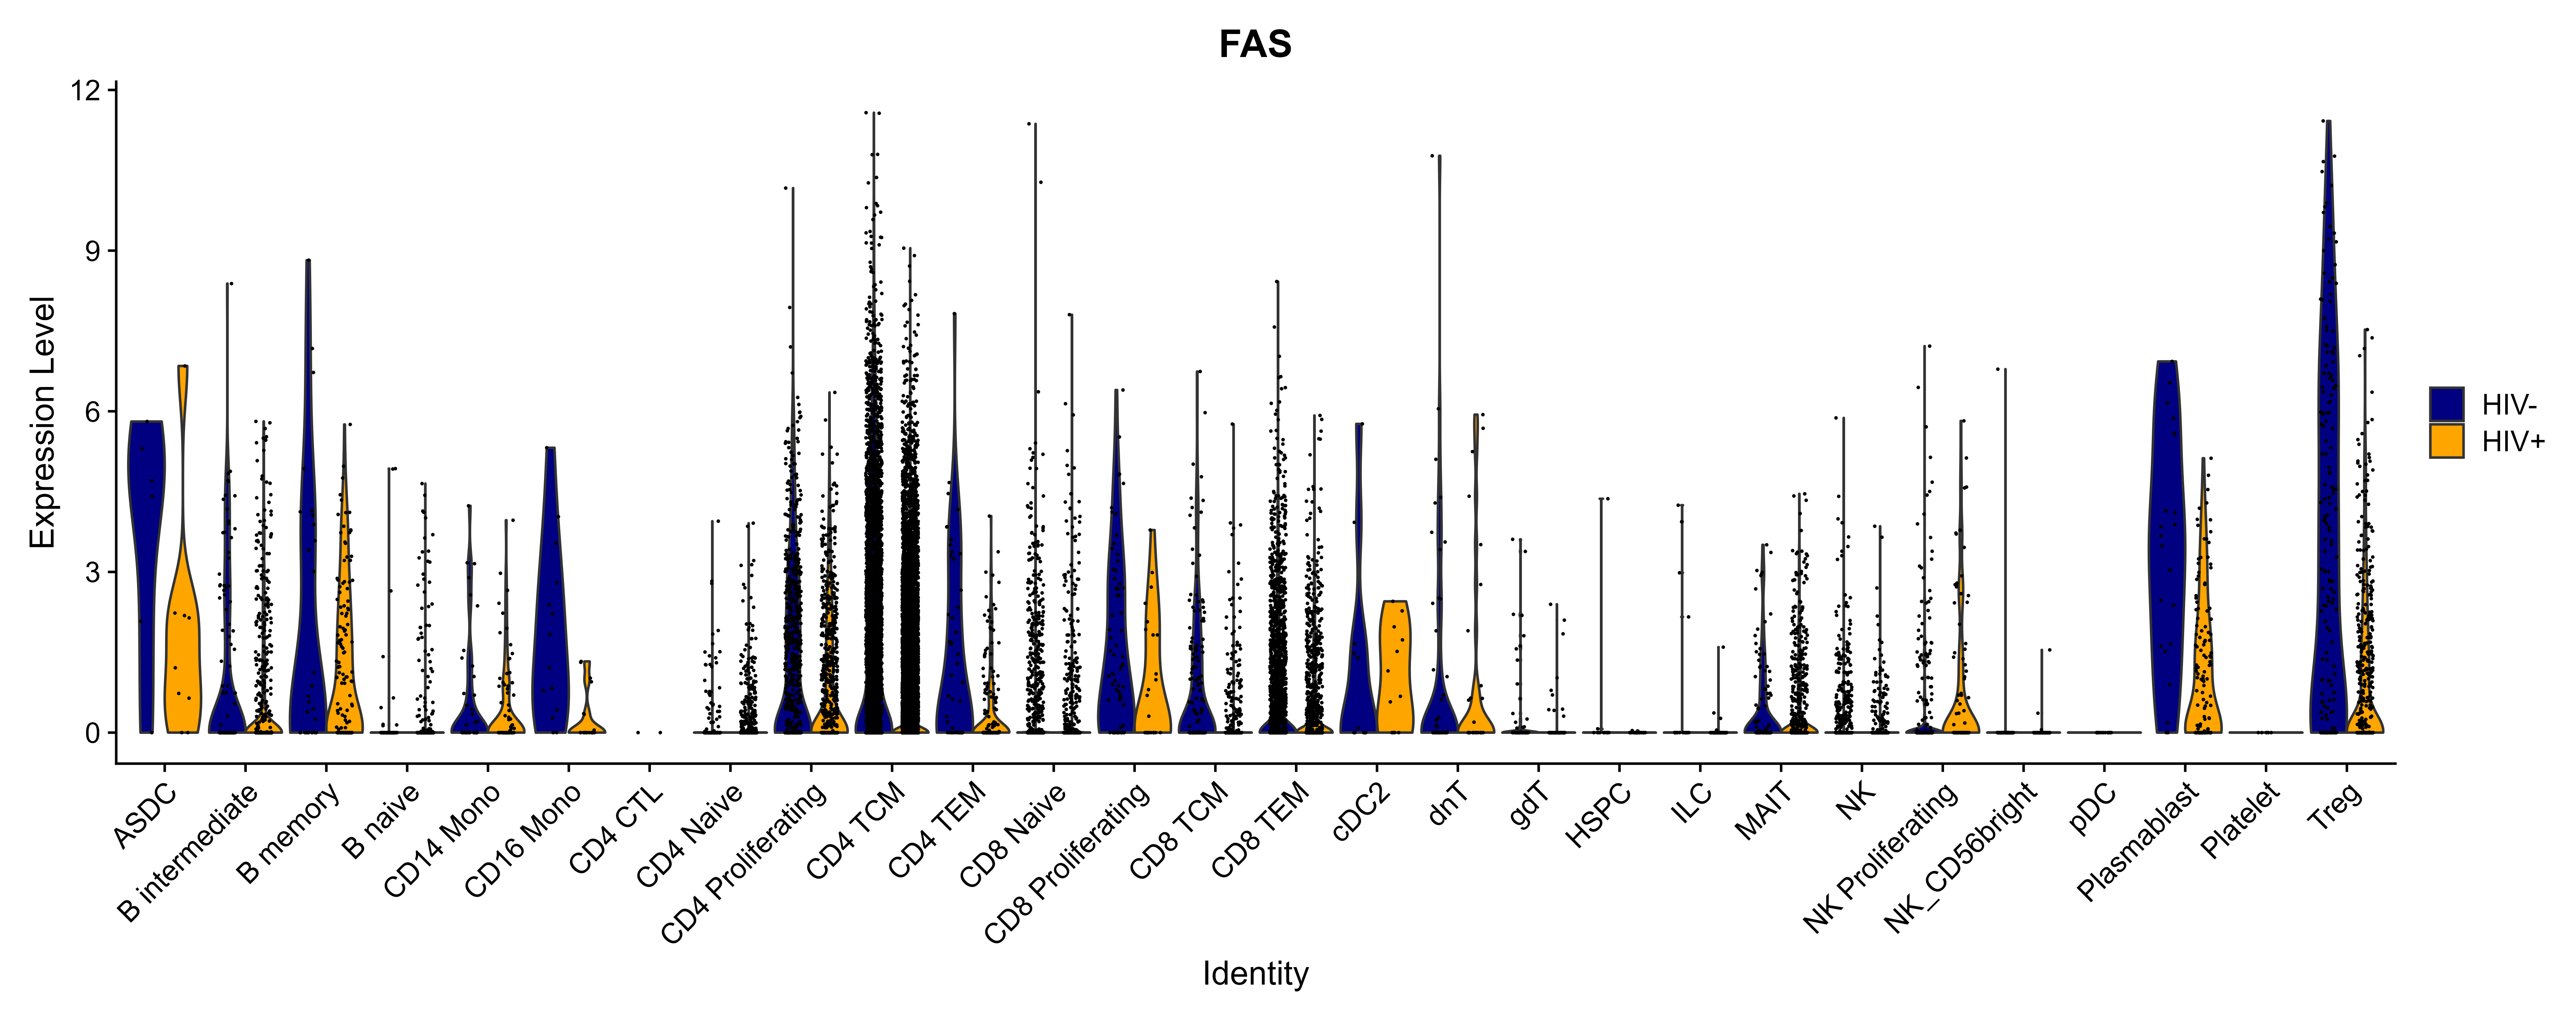 FAS
Expression Level
12
9
6
3
0
ASDC
B intermediate
B memory
B naive
CD14 Mono
CD16 Mono
CD4 CTL
CD4 Naive
CD4 Proliferating
CD4 TCM
CD4 TEM
CD8 Naive
CD8 Proliferating
CD8 TCM
CD8 TEM
cDC2
dnT
gdT
HSPC
ILC
MAIT
NK
NK Proliferating
NK_CD56bright
pDC
Plasmablast
Platelet
Treg
Identity
HIV-
HIV+